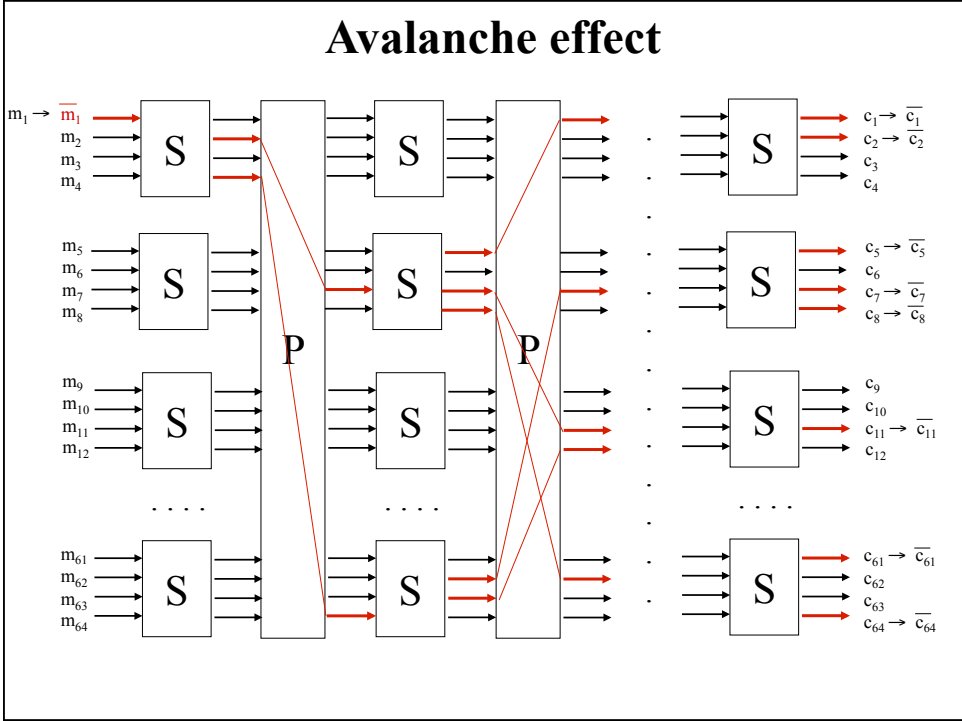 Avalanche effect
m₁ → m̅₁
m₂
m₃
m₄
S
S
S
c₁ → c̅₁
c₂ → c̅₂
c₃
c₄
m₅
m₆
m₇
m₈
S
S
S
c₅ → c̅₅
c₆
c₇ → c̅₇
c₈ → c̅₈
P
P
m₉
m₁₀
m₁₁
m₁₂
S
S
S
c₉
c₁₀
c₁₁ → c̅₁₁
c₁₂
. . . .
. . . .
. . . .
m₆₁
m₆₂
m₆₃
m₆₄
S
S
S
c₆₁ → c̅₆₁
c₆₂
c₆₃
c₆₄ → c̅₆₄